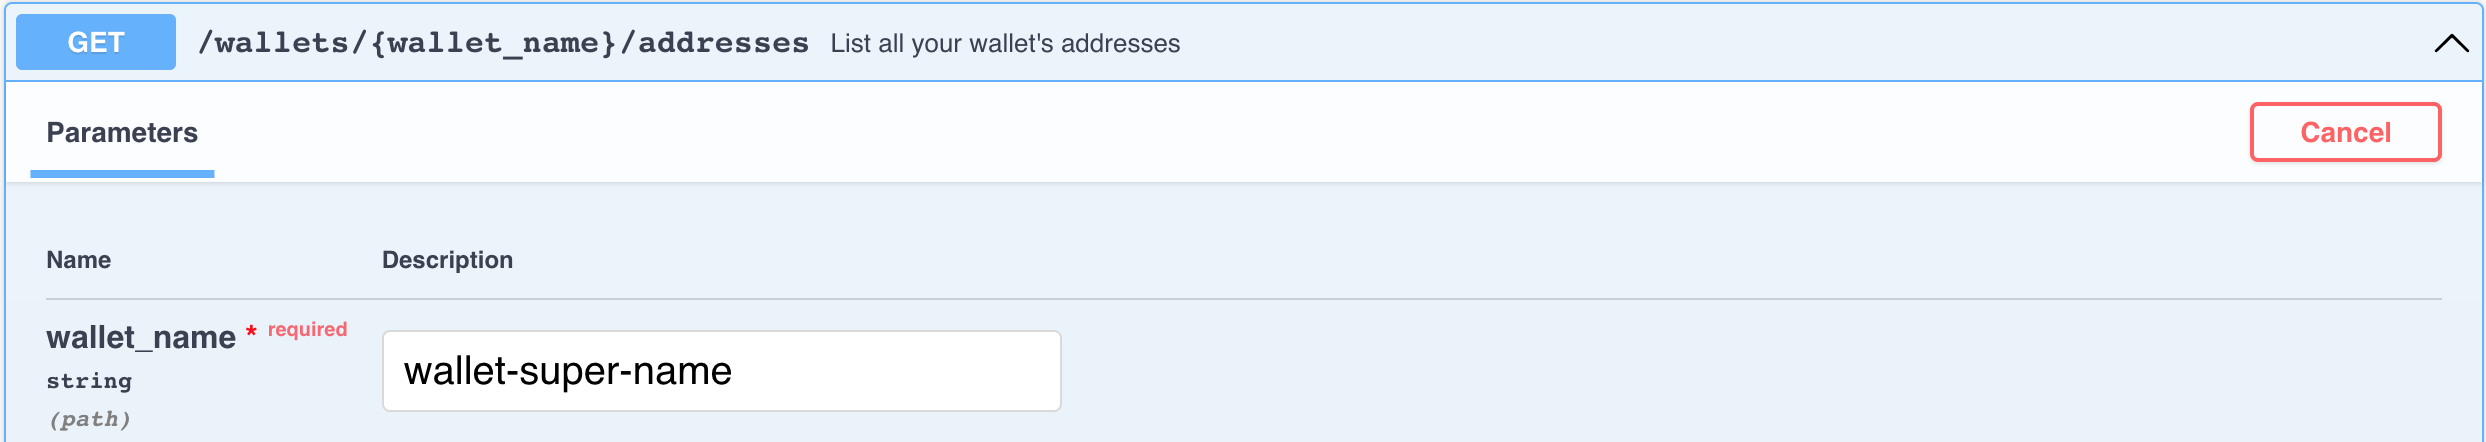 GET /wallets/{wallet_name}/addresses List all your wallet's addresses
Parameters Cancel
Name Description
wallet_name * required
wallet-super-name
string
(path)